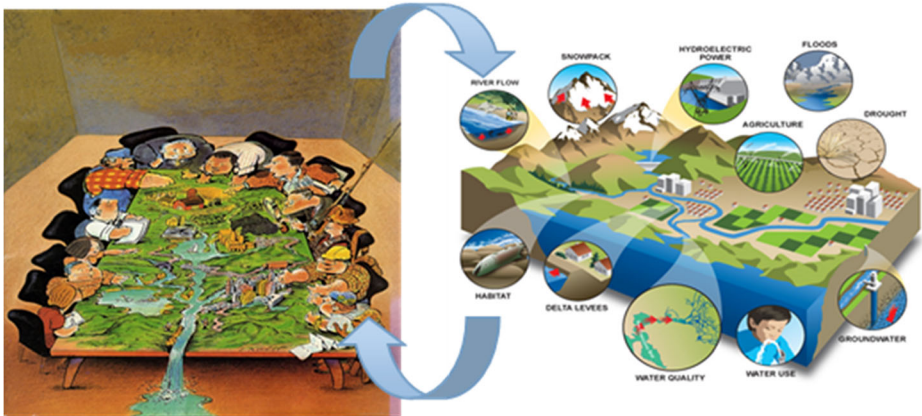 FLOODS
HYDROELECTRIC
POWER
SNOWPACK
RIVER FLOW
DROUGHT
AGRICULTURE
HABITAT
DELTA LEVEES
GROUNDWATER
WATER QUALITY
WATER USE